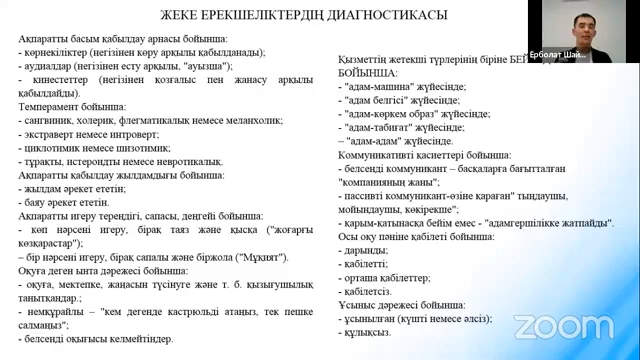 ЖЕКЕ ЕРЕКШЕЛІКТЕРДІҢ ДИАГНОСТИКАСЫ
Ақпаратты басым қабылдау арнасы бойынша:
- көрнекіліктер (негізінен көру арқылы қабылданады);
- аудиалдар (негізінен есту арқылы, "ауызша");
- кинестеттер (негізінен қозғалыс пен жанасу арқылы
қабылдайды).
Темперамент бойынша:
- сангвиник, холерик, флегматикалық немесе меланхолик;
- экстраверт немесе интроверт;
- циклотимик немесе шизотимик;
- тұрақты, истероидты немесе невротикалық.
Ақпаратты қабылдау жылдамдығы бойынша:
- жылдам әрекет ететін;
- баяу әрекет ететін.
Ақпаратты игеру тереңдігі, сапасы, деңгейі бойынша:
- көп нәрсені игеру, бірақ таяз және қысқа ("жоғарғы
көзқарастар");
– бір нәрсені игеру, бірақ сапалы және біржола ("Мұқият").
Оқуға деген ынта дәрежесі бойынша:
- оқуға, мектепке, жаңасын түсінуге және т. б. қызығушылық
танытқандар.;
- немқұрайлы – "кем дегенде кастрюльді атаңыз, тек пешке
салмаңыз";
- белсенді оқығысы келмейтіндер.
Қызметтің жетекші түрлерінің біріне БЕЙ
БОЙЫНША:
- "адам-машина" жүйесінде;
- "адам белгісі" жүйесінде;
- "адам-көркем образ" жүйесінде;
- "адам-табиғат" жүйесінде;
– "адам-адам" жүйесінде.
Коммуникативті қасиеттері бойынша:
- белсенді коммуникант – басқаларға бағытталған
"компанияның жаны";
- пассивті коммуникант-өзіне қараған" тыңдаушы,
мойындаушы, көкірекше";
- қарым-қатынасқа бейім емес - "адамгершілікке жатпайды".
Осы оқу пәніне қабілеті бойынша:
- дарынды;
- қабілетті;
- орташа қабілеттер;
- қабілетсіз.
Ұсыныс дәрежесі бойынша:
- ұсынылған (күшті немесе әлсіз);
- құлықсыз.
Ерболат Шай...
zoom